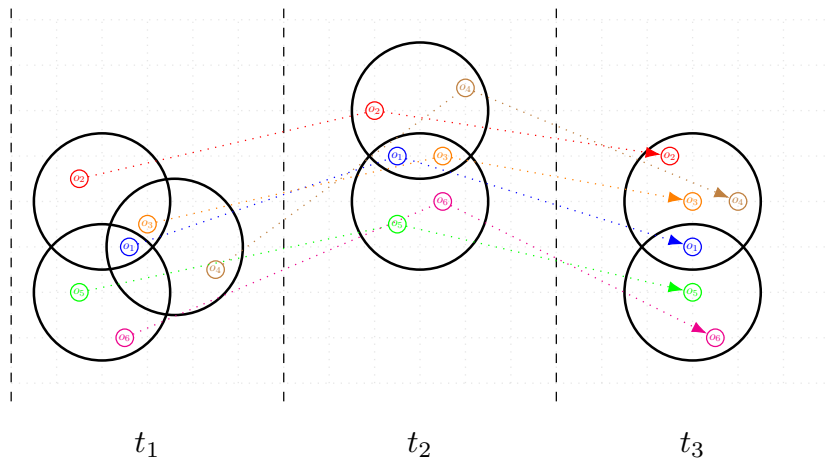 o₄
o₂
o₁ o₃
o₂ o₂
o₆ o₃ o₄
o₃ o₅
o₁ o₁
o₄
o₅ o₅
o₆ o₆
t₁ t₂ t₃